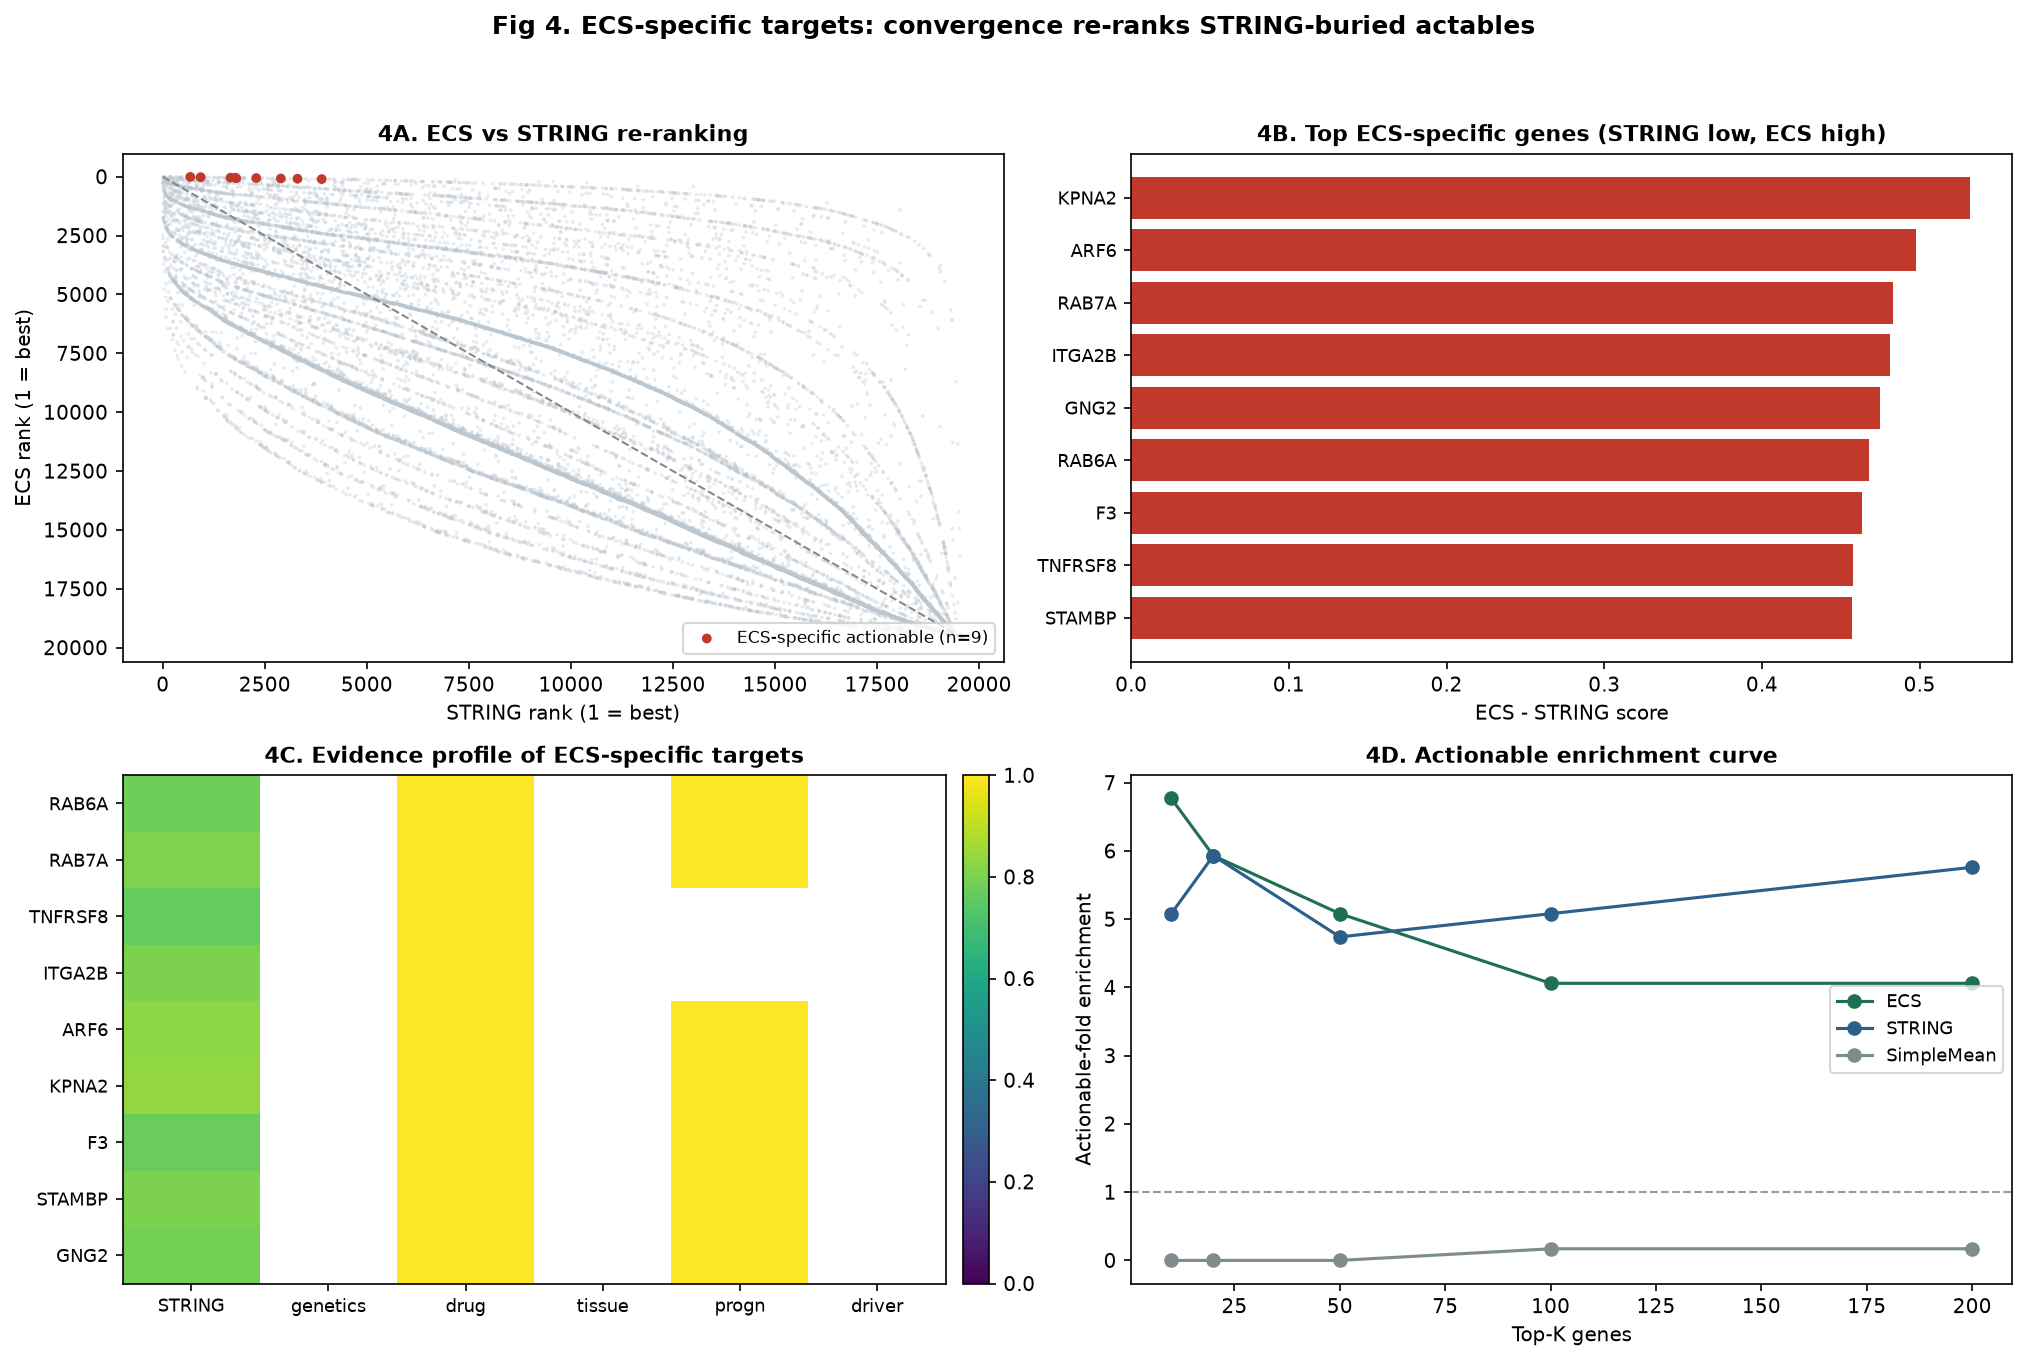 Fig 4. ECS-specific targets: convergence re-ranks STRING-buried actables
4A. ECS vs STRING re-ranking
ECS rank (1 = best)
0
2500
5000
7500
10000
12500
15000
17500
20000
ECS-specific actionable (n=9)
0 2500 5000 7500 10000 12500 15000 17500 20000
STRING rank (1 = best)
4B. Top ECS-specific genes (STRING low, ECS high)
KPNA2
ARF6
RAB7A
ITGA2B
GNG2
RAB6A
F3
TNFRSF8
STAMBP
0.0 0.1 0.2 0.3 0.4 0.5
ECS - STRING score
4C. Evidence profile of ECS-specific targets
RAB6A
RAB7A
TNFRSF8
ITGA2B
ARF6
KPNA2
F3
STAMBP
GNG2
STRING genetics drug tissue progn driver
1.0
0.8
0.6
0.4
0.2
0.0
4D. Actionable enrichment curve
Actionable-fold enrichment
7
6
5
4
3
2
1
0
ECS
STRING
SimpleMean
25 50 75 100 125 150 175 200
Top-K genes